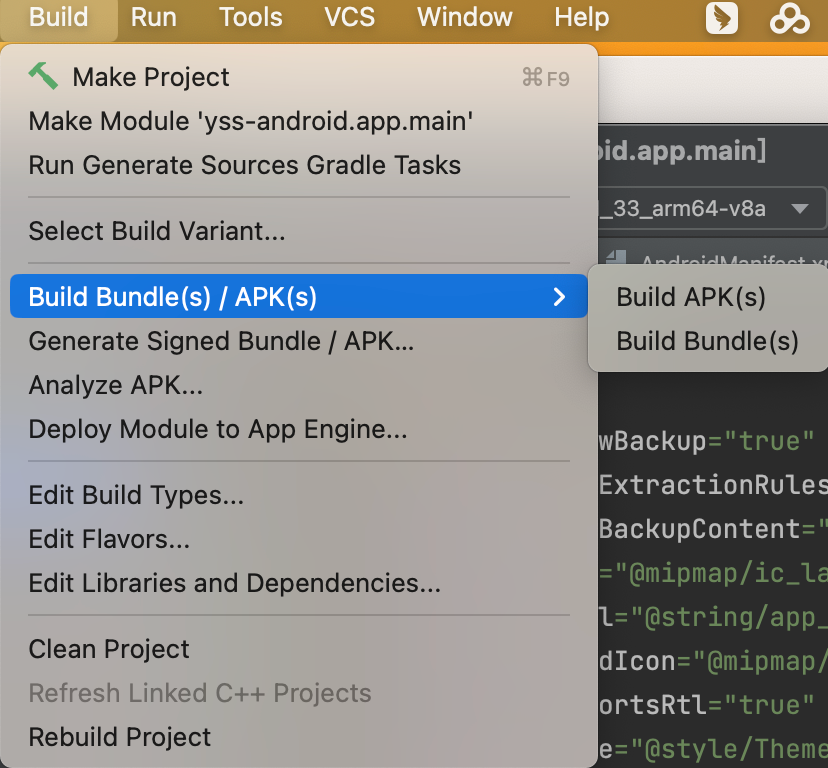 Build Run Tools VCS Window Help
Make Project ⌘F9
Make Module 'yss-android.app.main'
Run Generate Sources Gradle Tasks
Select Build Variant...
Build Bundle(s) / APK(s)
Generate Signed Bundle / APK...
Analyze APK...
Deploy Module to App Engine...
Edit Build Types...
Edit Flavors...
Edit Libraries and Dependencies...
Clean Project
Refresh Linked C++ Projects
Rebuild Project
Build APK(s)
Build Bundle(s)
oid.app.main]
_33_arm64-v8a
AndroidManifest.x
wBackup="true"
ExtractionRules
BackupContent="
="@mipmap/ic_la
l="@string/app_
dIcon="@mipmap/
ortsRtl="true"
e="@style/Theme